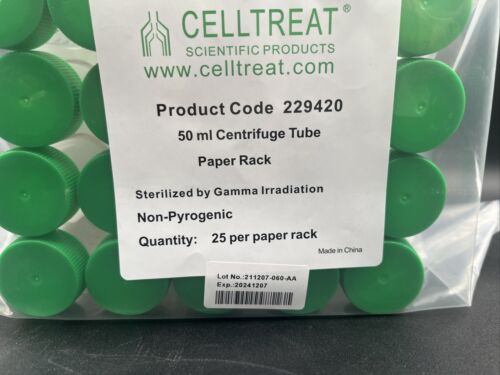 CELLTREAT®
SCIENTIFIC PRODUCTS
www.celltreat.com
Product Code 229420
50 ml Centrifuge Tube
Paper Rack
Sterilized by Gamma Irradiation
Non-Pyrogenic
Quantity: 25 per paper rack
Made in China
Lot No.:211207-060-AA
Exp.:20241207